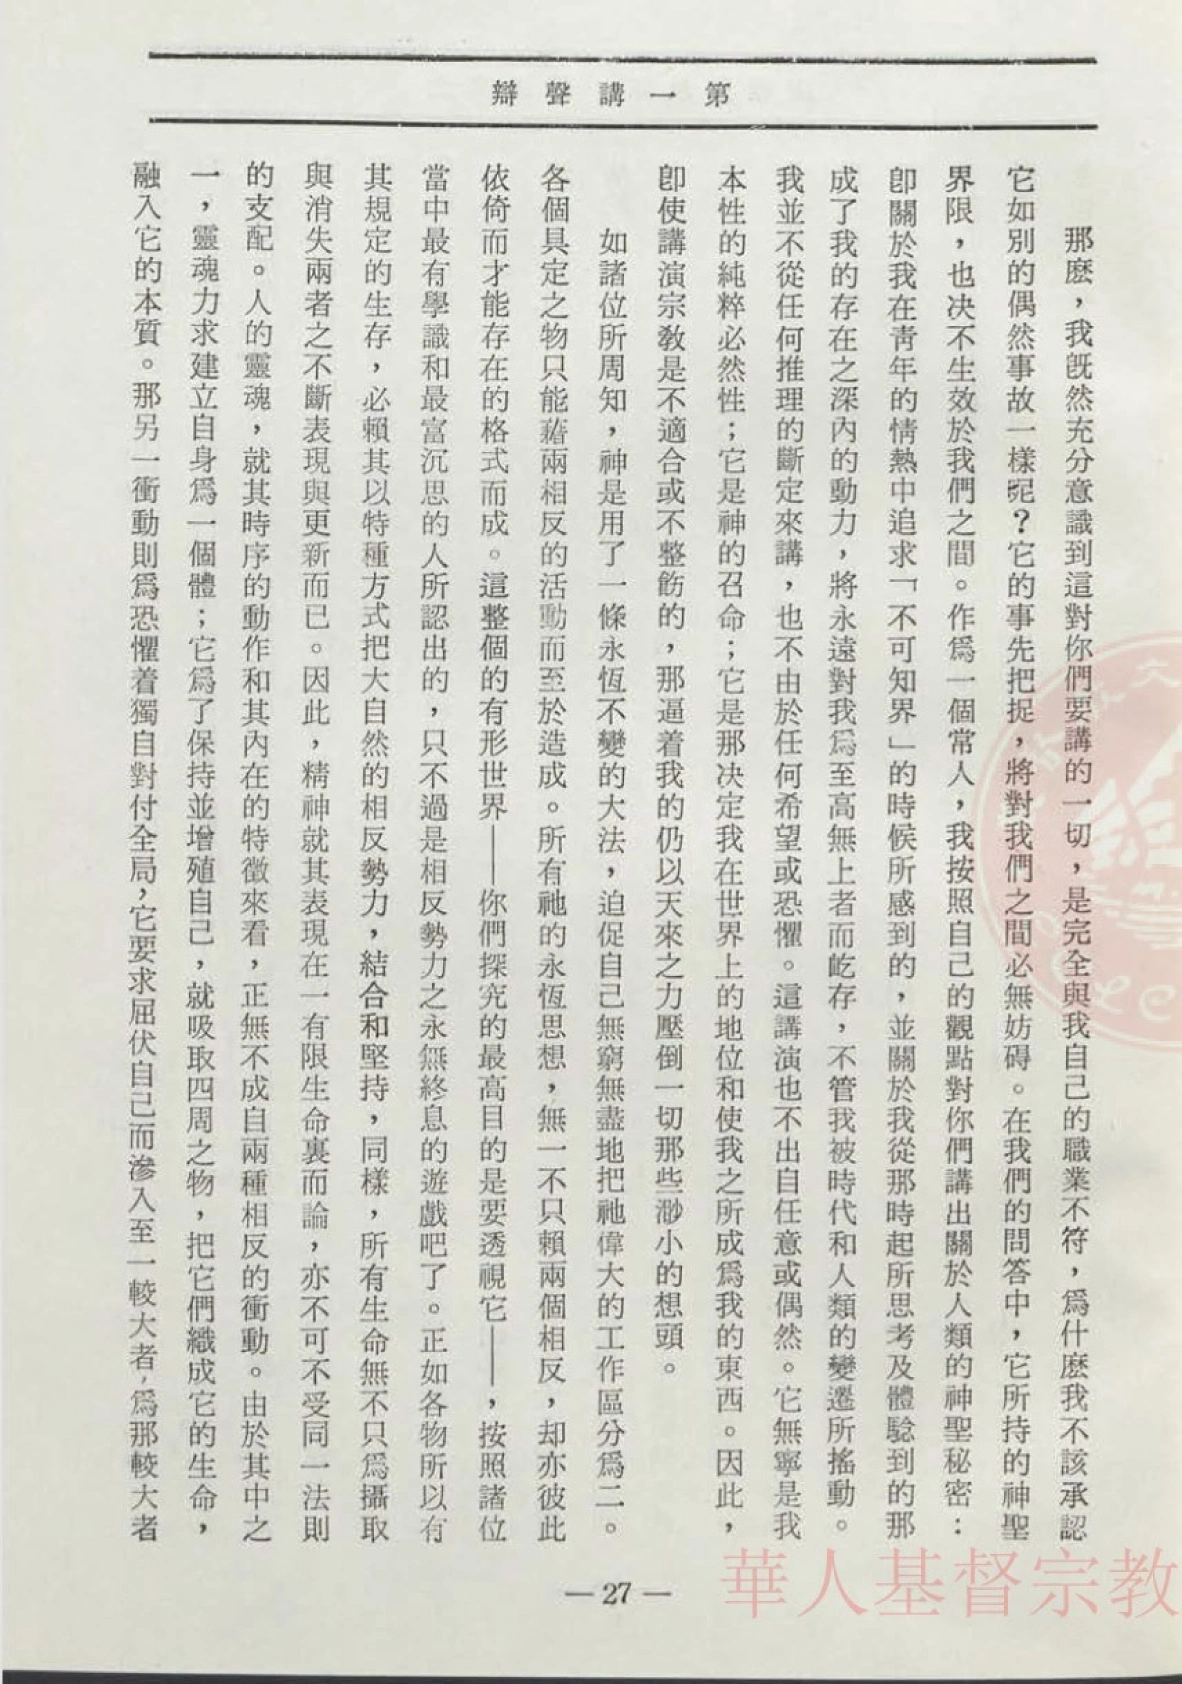 第一講聲辯
那麽，我旣然充分意識到這對你們要講的一切，是完全與我自己的職業不符，爲什麽我不該承認
它如別的偶然事故一樣呢？它的事先把捉，將對我們之間必無妨碍。在我們的問答中，它所持的神聖
界限，也决不生效於我們之間。作爲一個常人，我按照自己的觀點對你們講出關於人類的神聖秘密：
卽關於我在靑年的情熱中追求「不可知界」的時候所感到的，並關於我從那時起所思考及體驗到的那
成了我的存在之深內的動力，將永遠對我爲至高無上者而屹存，不管我被時代和人類的變遷所搖動。
我並不從任何推理的斷定來講，也不由於任何希望或恐懼。這講演也不出自任意或偶然。它無寧是我
本性的純粹必然性；它是神的召命；它是那决定我在世界上的地位和使我之所成爲我的東西。因此，
卽使講演宗教是不適合或不整飭的，那逼着我的仍以天來之力壓倒一切那些渺小的想頭。
如諸位所周知，神是用了一條永恆不變的大法，迫促自己無窮無盡地把祂偉大的工作區分爲二。
各個具定之物只能藉兩相反的活動而至於造成。所有祂的永恆思想，無一不只賴兩個相反，却亦彼此
依倚而才能存在的格式而成。這整個的有形世界——你們探究的最高目的是要透視它——，按照諸位
當中最有學識和最富沉思的人所認出的，只不過是相反勢力之永無終息的遊戲吧了。正如各物所以有
其規定的生存，必賴其以特種方式把大自然的相反勢力，結合和堅持，同樣，所有生命無不只爲攝取
與消失兩者之不斷表現與更新而已。因此，精神就其表現在一有限生命裏而論，亦不可不受同一法則
的支配。人的靈魂，就其時序的動作和其內在的特徵來看，正無不成自兩種相反的衝動。由於其中之
一，靈魂力求建立自身爲一個體；它爲了保持並增殖自己，就吸取四周之物，把它們織成它的生命，
融入它的本質。那另一衝動則爲恐懼着獨自對付全局，它要求屈伏自己而滲入至一較大者，爲那較大者
— 27 —
華人基督宗教